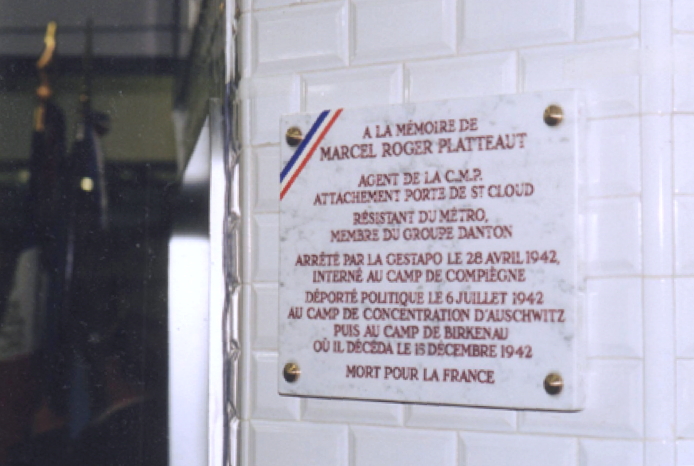 A LA MÉMOIRE DE
MARCEL ROGER PLATTEAUT
AGENT DE LA C.M.P.
ATTACHEMENT PORTE DE ST CLOUD
RÉSISTANT DU MÉTRO,
MEMBRE DU GROUPE DANTON
ARRÊTÉ PAR LA GESTAPO LE 28 AVRIL 1942,
INTERNÉ AU CAMP DE COMPIÈGNE
DÉPORTÉ POLITIQUE LE 6 JUILLET 1942
AU CAMP DE CONCENTRATION D'AUSCHWITZ
PUIS AU CAMP DE BIRKENAU
OÙ IL DÉCÉDA LE 15 DÉCEMBRE 1942
MORT POUR LA FRANCE